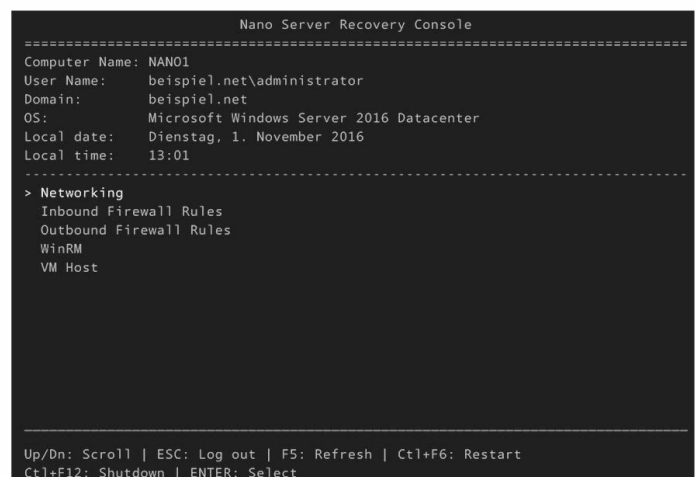 Nano Server Recovery Console
================================================================================
Computer Name: NANO1
User Name: beispiel.net\administrator
Domain: beispiel.net
OS: Microsoft Windows Server 2016 Datacenter
Local date: Dienstag, 1. November 2016
Local time: 13:01
--------------------------------------------------------------------------------
> Networking
Inbound Firewall Rules
Outbound Firewall Rules
WinRM
VM Host
Up/Dn: Scroll | ESC: Log out | F5: Refresh | Ctl+F6: Restart
Ctl+F12: Shutdown | ENTER: Select